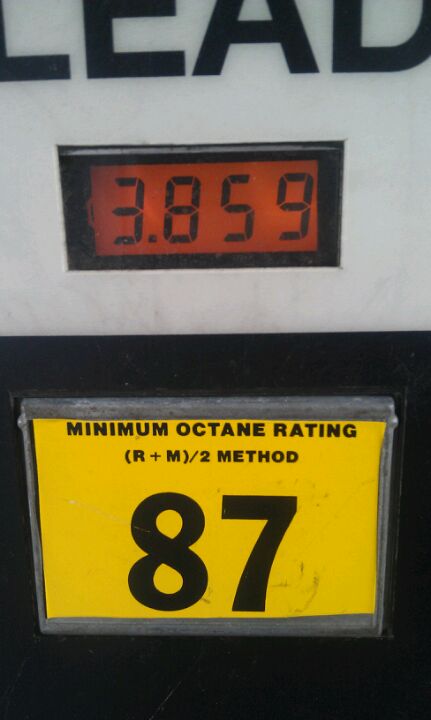 LEAD
3.859
MINIMUM OCTANE RATING
(R + M)/2 METHOD
87